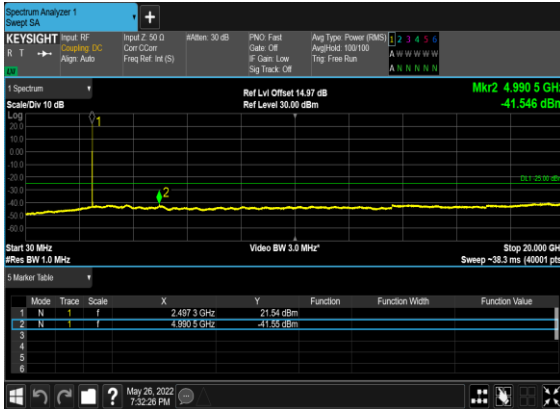 Spectrum Analyzer 1
Swept SA
+
KEYSIGHT
R T
Input: RF
Coupling: DC
Align: Auto
Input Z: 50 Ω
Corr CCorr
Freq Ref: Int (S)
#Atten: 30 dB
PNO: Fast
Gate: Off
IF Gain: Low
Sig Track: Off
Avg Type: Power (RMS)
Avg|Hold: 100/100
Trig: Free Run
1 2 3 4 5 6
A W W W W W
A N N N N N
1 Spectrum
Scale/Div 10 dB
Ref Lvl Offset 14.97 dB
Ref Level 30.00 dBm
Mkr2 4.990 5 GHz
-41.546 dBm
Log
20.0
10.0
0.00
-10.0
-20.0
-30.0
-40.0
-50.0
-60.0
1
2
DL1 -25.00 dBm
Start 30 MHz
#Res BW 1.0 MHz
Video BW 3.0 MHz*
Stop 20.000 GH
Sweep ~38.3 ms (40001 pts
5 Marker Table
Mode Trace Scale X Y Function Function Width Function Value
1 N 1 f 2.497 3 GHz 21.54 dBm
2 N 1 f 4.990 5 GHz -41.55 dBm
3
4
5
6
?
May 26, 2022
7:32:26 PM